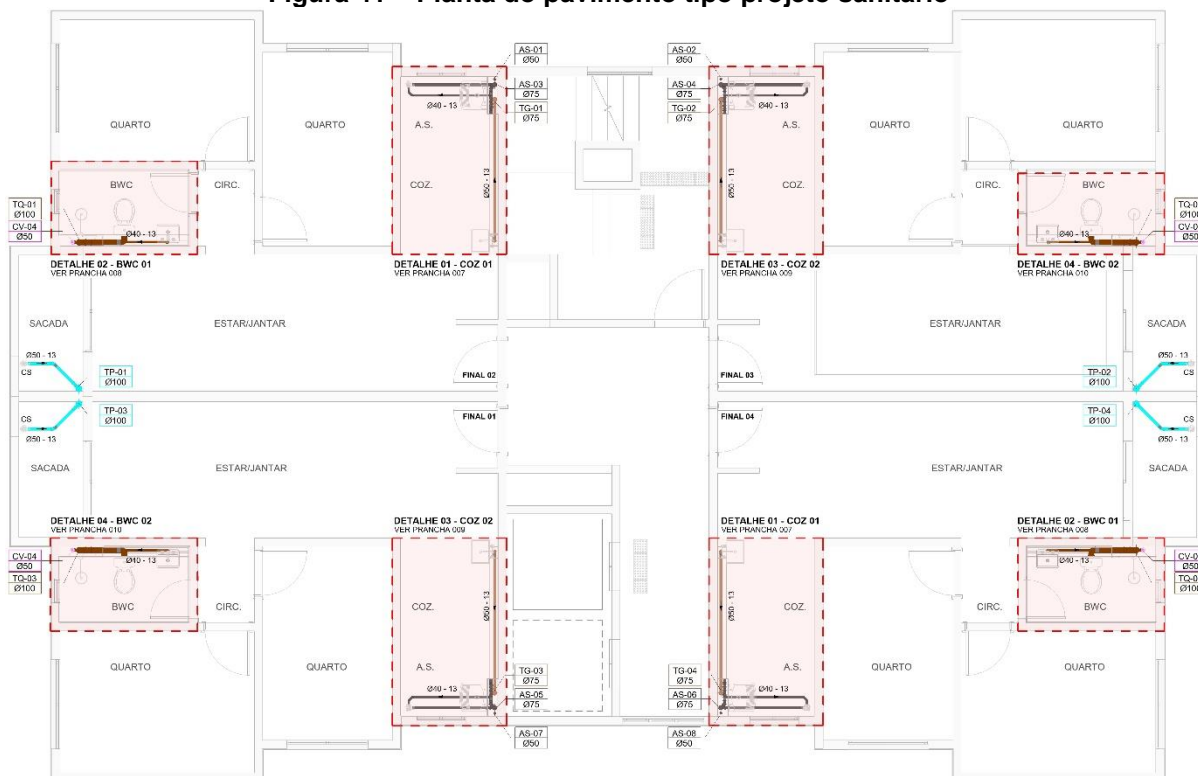 Figura 41 – Planta do pavimento tipo projeto sanitário
AS-01
Ø50
AS-02
Ø50
AS-03
Ø75
AS-04
Ø75
TG-01
Ø75
TG-02
Ø75
Ø40 - 13
Ø40 - 13
QUARTO
QUARTO
A.S.
A.S.
QUARTO
QUARTO
Ø50 - 13
Ø50 - 13
BWC
CIRC.
COZ.
COZ.
CIRC.
BWC
TQ-01
Ø100
CV-04
Ø50
Ø40 - 13
Ø40 - 13
Ø100
Ø50
DETALHE 02 - BWC 01
VER PRANCHA 008
DETALHE 01 - COZ 01
VER PRANCHA 007
DETALHE 03 - COZ 02
VER PRANCHA 009
DETALHE 04 - BWC 02
VER PRANCHA 010
SACADA
ESTAR/JANTAR
ESTAR/JANTAR
SACADA
Ø50 - 13
CS
TP-01
Ø100
FINAL 02
FINAL 03
TP-02
Ø100
Ø50 - 13
CS
CS
Ø50 - 13
TP-03
Ø100
FINAL 01
FINAL 04
TP-04
Ø100
CS
Ø50 - 13
SACADA
ESTAR/JANTAR
ESTAR/JANTAR
SACADA
DETALHE 04 - BWC 02
VER PRANCHA 010
DETALHE 03 - COZ 02
VER PRANCHA 009
DETALHE 01 - COZ 01
VER PRANCHA 007
DETALHE 02 - BWC 01
VER PRANCHA 008
CV-04
Ø50
TQ-03
Ø100
Ø40 - 13
Ø40 - 13
Ø50
Ø100
Ø50 - 13
Ø50 - 13
BWC
CIRC.
COZ.
COZ.
CIRC.
BWC
QUARTO
QUARTO
A.S.
A.S.
QUARTO
QUARTO
TG-03
Ø75
TG-04
Ø75
Ø40 - 13
Ø40 - 13
AS-05
Ø75
AS-06
Ø75
AS-07
Ø50
AS-08
Ø50